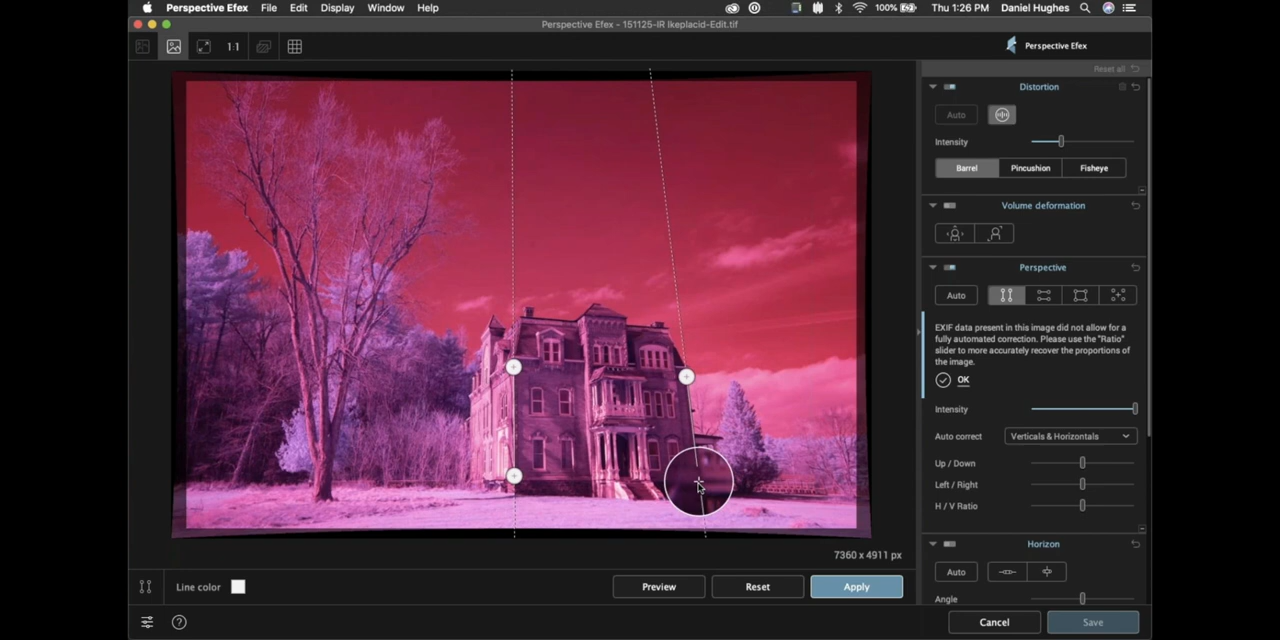 Perspective Efex File Edit Display Window Help
100% Thu 1:26 PM Daniel Hughes
Perspective Efex - 151125-IR lkeplacid-Edit.tif
1:1
Perspective Efex
Reset all
Distortion
Auto
Intensity
Barrel Pincushion Fisheye
Volume deformation
Perspective
Auto
EXIF data present in this image did not allow for a
fully automated correction. Please use the "Ratio"
slider to more accurately recover the proportions of
the image.
OK
Intensity
Auto correct Verticals & Horizontals
Up / Down
Left / Right
H / V Ratio
Horizon
Auto
Angle
7360 x 4911 px
Line color Preview Reset Apply
Cancel Save